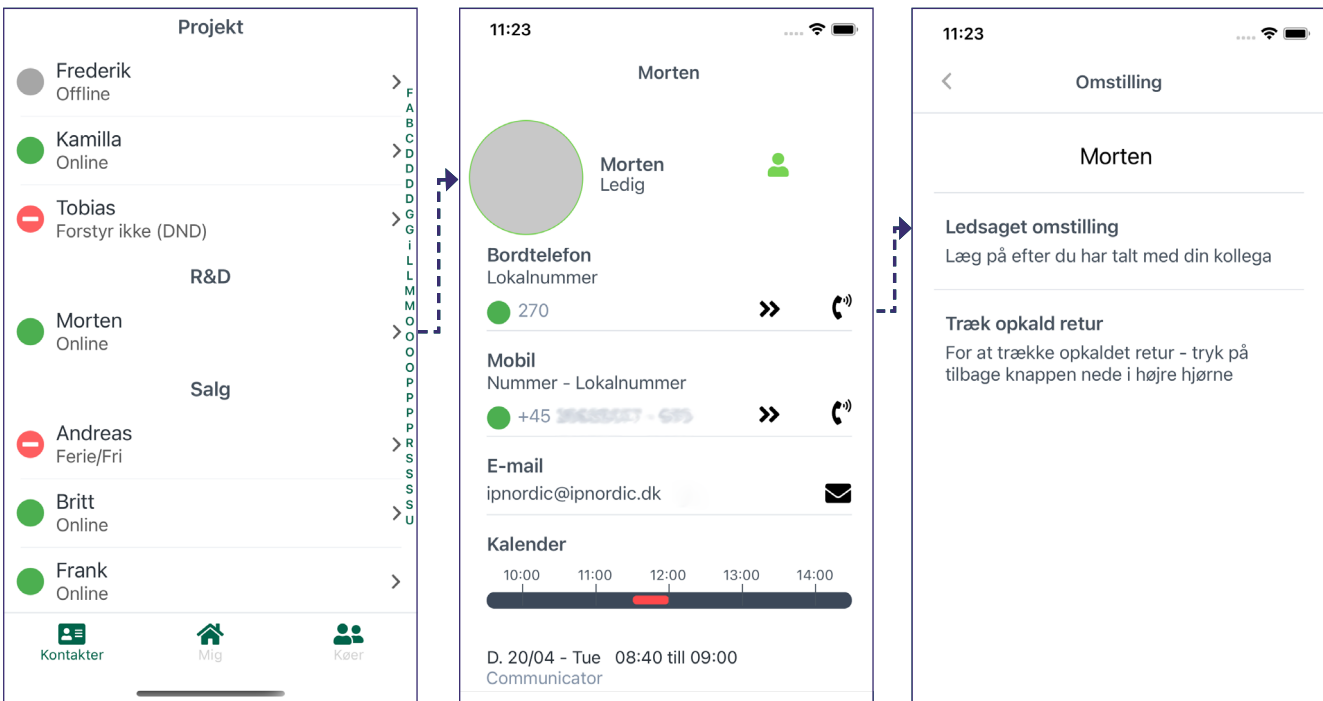 Projekt
Frederik
Offline
Kamilla
Online
Tobias
Forstyr ikke (DND)
R&D
Morten
Online
Salg
Andreas
Ferie/Fri
Britt
Online
Frank
Online
F
A
B
C
D
D
D
D
G
G
i
L
L
M
M
O
O
O
O
P
P
P
P
R
S
S
S
S
U
Kontakter
Mig
Køer
11:23
Morten
Morten
Ledig
Bordtelefon
Lokalnummer
270
Mobil
Nummer - Lokalnummer
+45
E-mail
ipnordic@ipnordic.dk
Kalender
10:00 11:00 12:00 13:00 14:00
D. 20/04 - Tue 08:40 till 09:00
Communicator
11:23
Omstilling
Morten
Ledsaget omstilling
Læg på efter du har talt med din kollega
Træk opkald retur
For at trække opkaldet retur - tryk på
tilbage knappen nede i højre hjørne